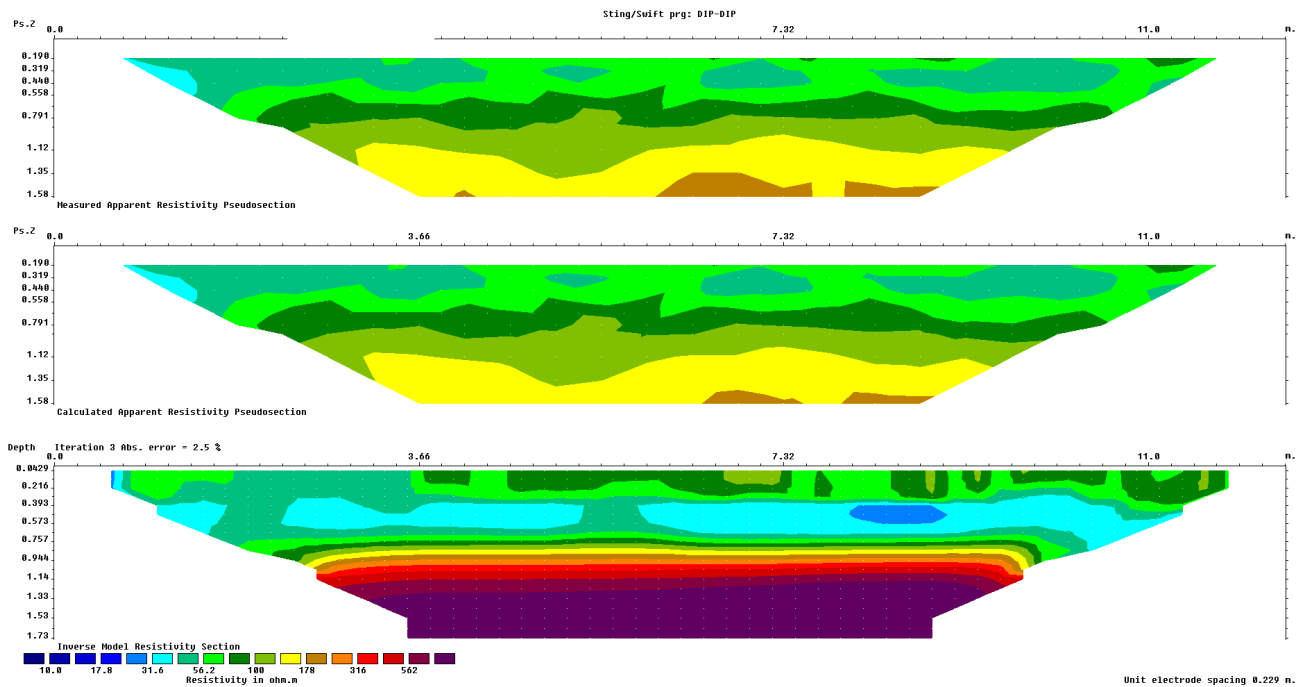 Sting/Swift prg: DIP-DIP
Ps.Z 0.0 7.32 11.0 m.
0.190
0.319
0.440
0.558
0.791
1.12
1.35
1.58
Measured Apparent Resistivity Pseudosection
Ps.Z 0.0 3.66 7.32 11.0 m.
0.190
0.319
0.440
0.558
0.791
1.12
1.35
1.58
Calculated Apparent Resistivity Pseudosection
Depth Iteration 3 Abs. error = 2.5 %
0.0 3.66 7.32 11.0 m.
0.0429
0.216
0.393
0.573
0.757
0.944
1.14
1.33
1.53
1.73
Inverse Model Resistivity Section
10.0 17.8 31.6 56.2 100 178 316 562
Resistivity in ohm.m
Unit electrode spacing 0.229 m.